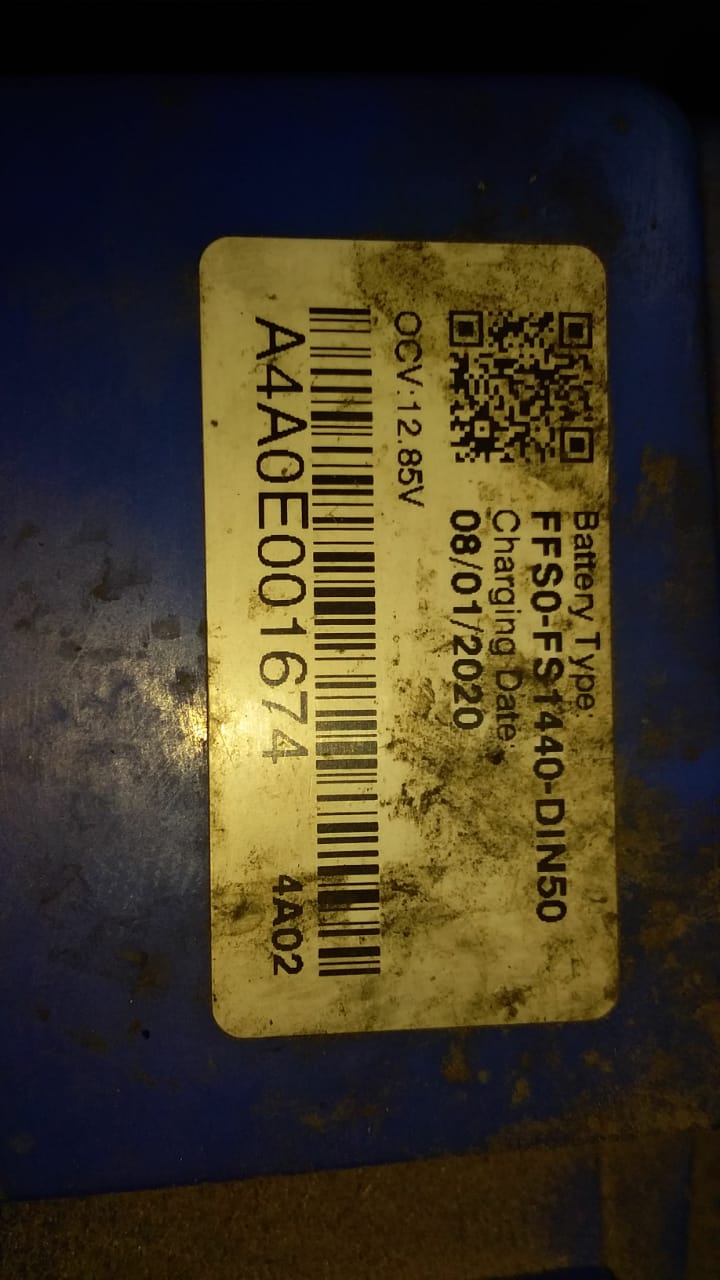 Battery Type:
FFS0-FS1440-DIN50
Charging Date:
08/01/2020
OCV:12.85V
A4A0E001674
4A02